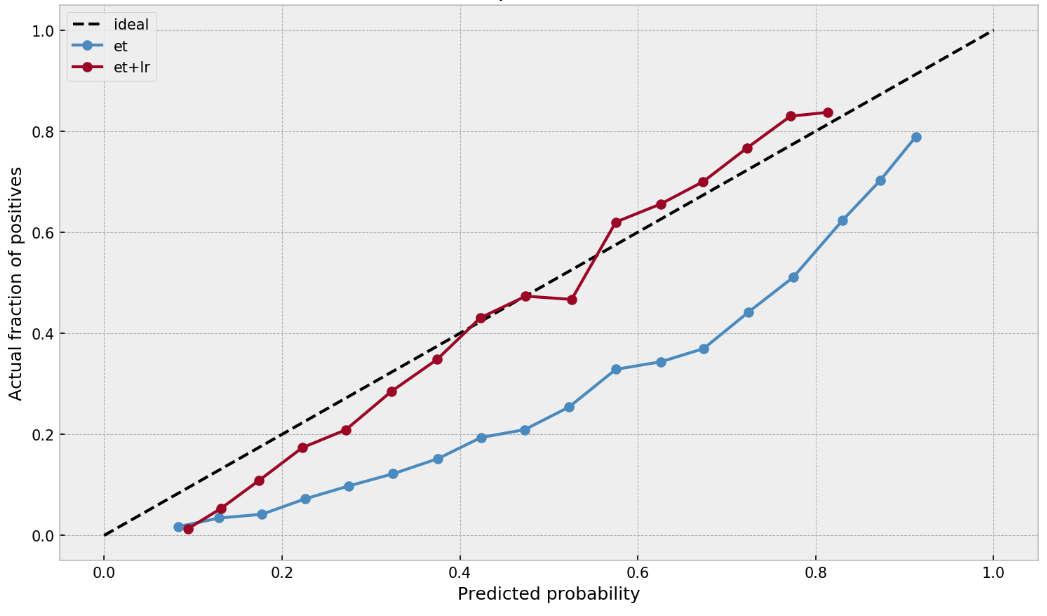 ideal
et
et+lr
1.0
0.8
0.6
0.4
0.2
0.0
Actual fraction of positives
0.0 0.2 0.4 0.6 0.8 1.0
Predicted probability